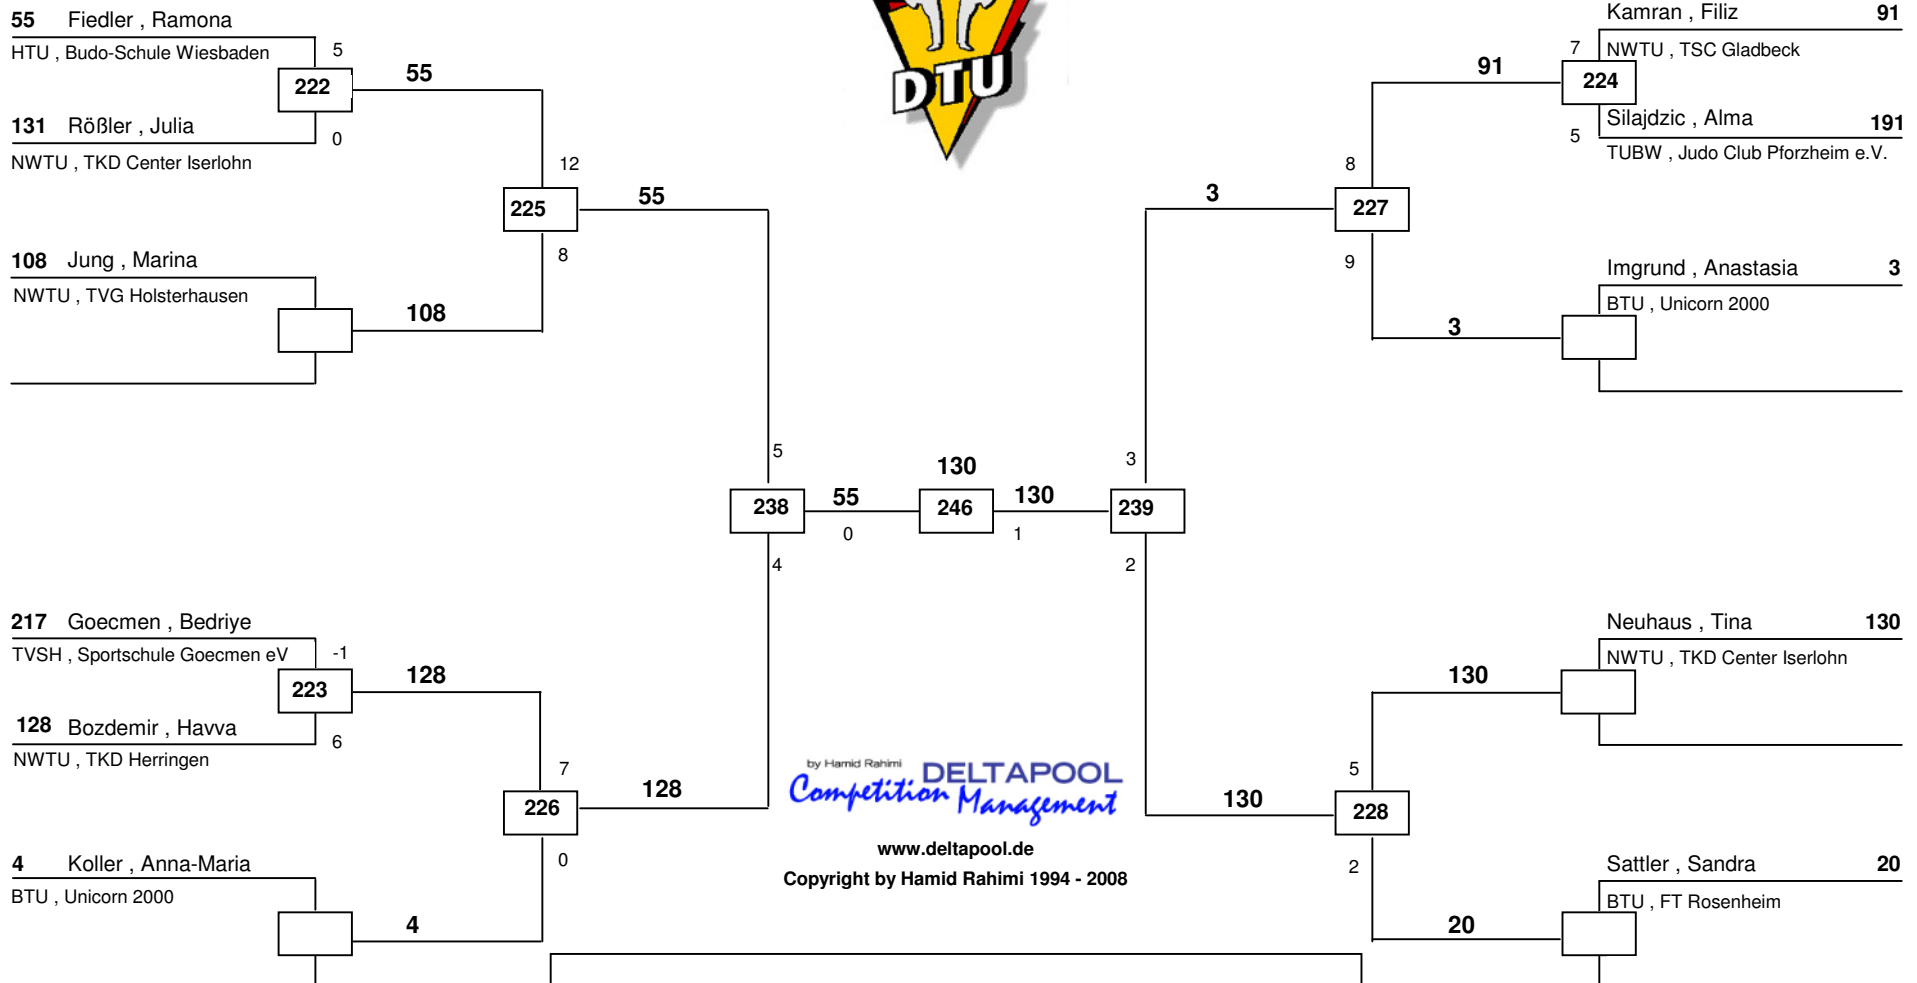 55 Fiedler , Ramona
HTU , Budo-Schule Wiesbaden
5
222
55
131 Rößler , Julia
0
NWTU , TKD Center Iserlohn
12
225
55
8
108 Jung , Marina
NWTU , TVG Holsterhausen
108
DTU
Kamran , Filiz 91
7
NWTU , TSC Gladbeck
91
224
Silajdzic , Alma 191
5
TUBW , Judo Club Pforzheim e.V.
8
3
227
9
Imgrund , Anastasia 3
BTU , Unicorn 2000
3
5
238
4
55
0
130
246
130
1
3
239
2
217 Goecmen , Bedriye
TVSH , Sportschule Goecmen eV
-1
223
128
128 Bozdemir , Havva
6
NWTU , TKD Herringen
7
226
128
0
4 Koller , Anna-Maria
BTU , Unicorn 2000
4
by Hamid Rahimi
DELTAPOOL
Competition Management
www.deltapool.de
Copyright by Hamid Rahimi 1994 - 2008
Neuhaus , Tina 130
NWTU , TKD Center Iserlohn
130
5
130
228
2
Sattler , Sandra 20
BTU , FT Rosenheim
20